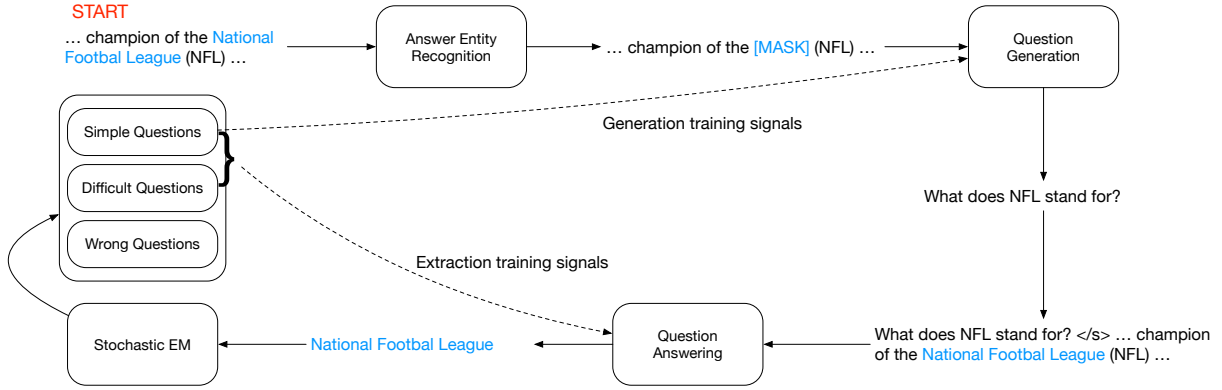 START
… champion of the National
Footbal League (NFL) …
Answer Entity
Recognition
… champion of the [MASK] (NFL) …
Question
Generation
Simple Questions
Difficult Questions
Wrong Questions
}
Generation training signals
What does NFL stand for?
Extraction training signals
Stochastic EM
National Footbal League
Question
Answering
What does NFL stand for? </s> … champion
of the National Footbal League (NFL) …